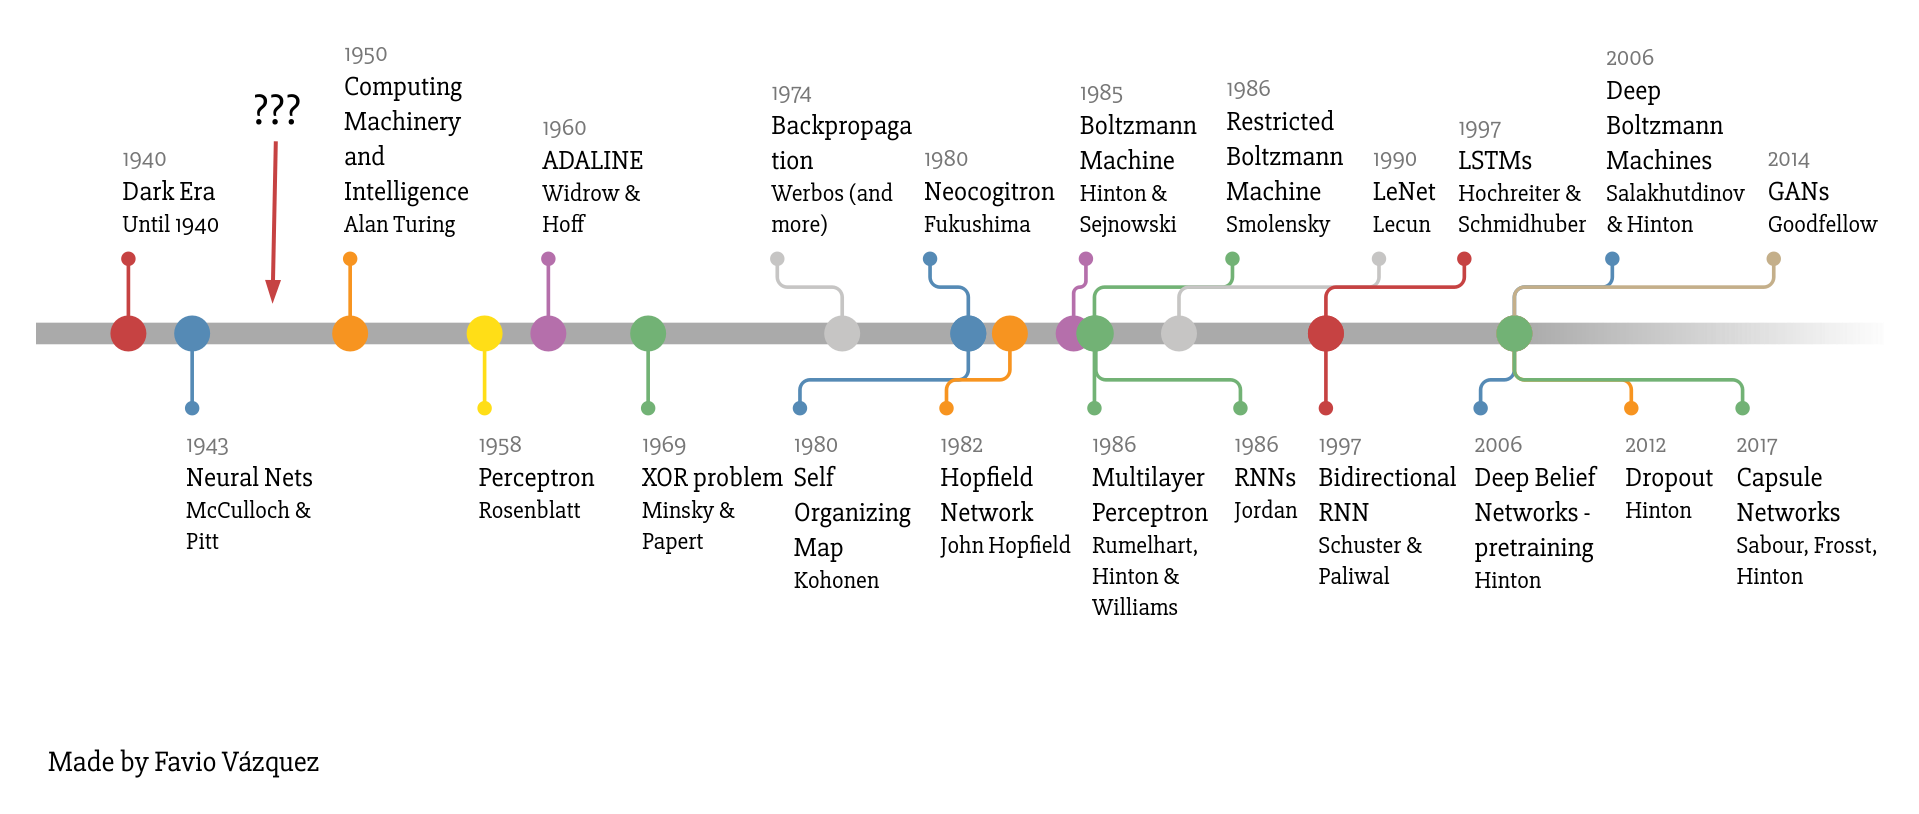 ???
1940
Dark Era
Until 1940
1950
Computing
Machinery
and
Intelligence
Alan Turing
1960
ADALINE
Widrow &
Hoff
1974
Backpropaga
tion
Werbos (and
more)
1980
Neocogitron
Fukushima
1985
Boltzmann
Machine
Hinton &
Sejnowski
1986
Restricted
Boltzmann
Machine
Smolensky
1990
LeNet
Lecun
1997
LSTMs
Hochreiter &
Schmidhuber
2006
Deep
Boltzmann
Machines
Salakhutdinov
& Hinton
2014
GANs
Goodfellow
1943
Neural Nets
McCulloch &
Pitt
1958
Perceptron
Rosenblatt
1969
XOR problem
Minsky &
Papert
1980
Self
Organizing
Map
Kohonen
1982
Hopfield
Network
John Hopfield
1986
Multilayer
Perceptron
Rumelhart,
Hinton &
Williams
1986
RNNs
Jordan
1997
Bidirectional
RNN
Schuster &
Paliwal
2006
Deep Belief
Networks -
pretraining
Hinton
2012
Dropout
Hinton
2017
Capsule
Networks
Sabour, Frosst,
Hinton
Made by Favio Vázquez